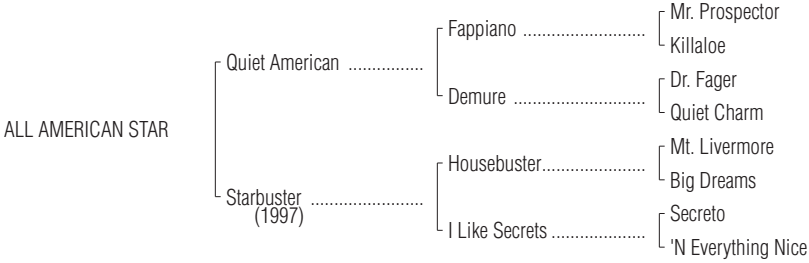 Mr. Prospector
Fappiano ..........................
Killaloe
Quiet American ................
Dr. Fager
Demure ............................
Quiet Charm
ALL AMERICAN STAR
Mt. Livermore
Housebuster......................
Big Dreams
Starbuster ........................
(1997)
Secreto
I Like Secrets ....................
'N Everything Nice